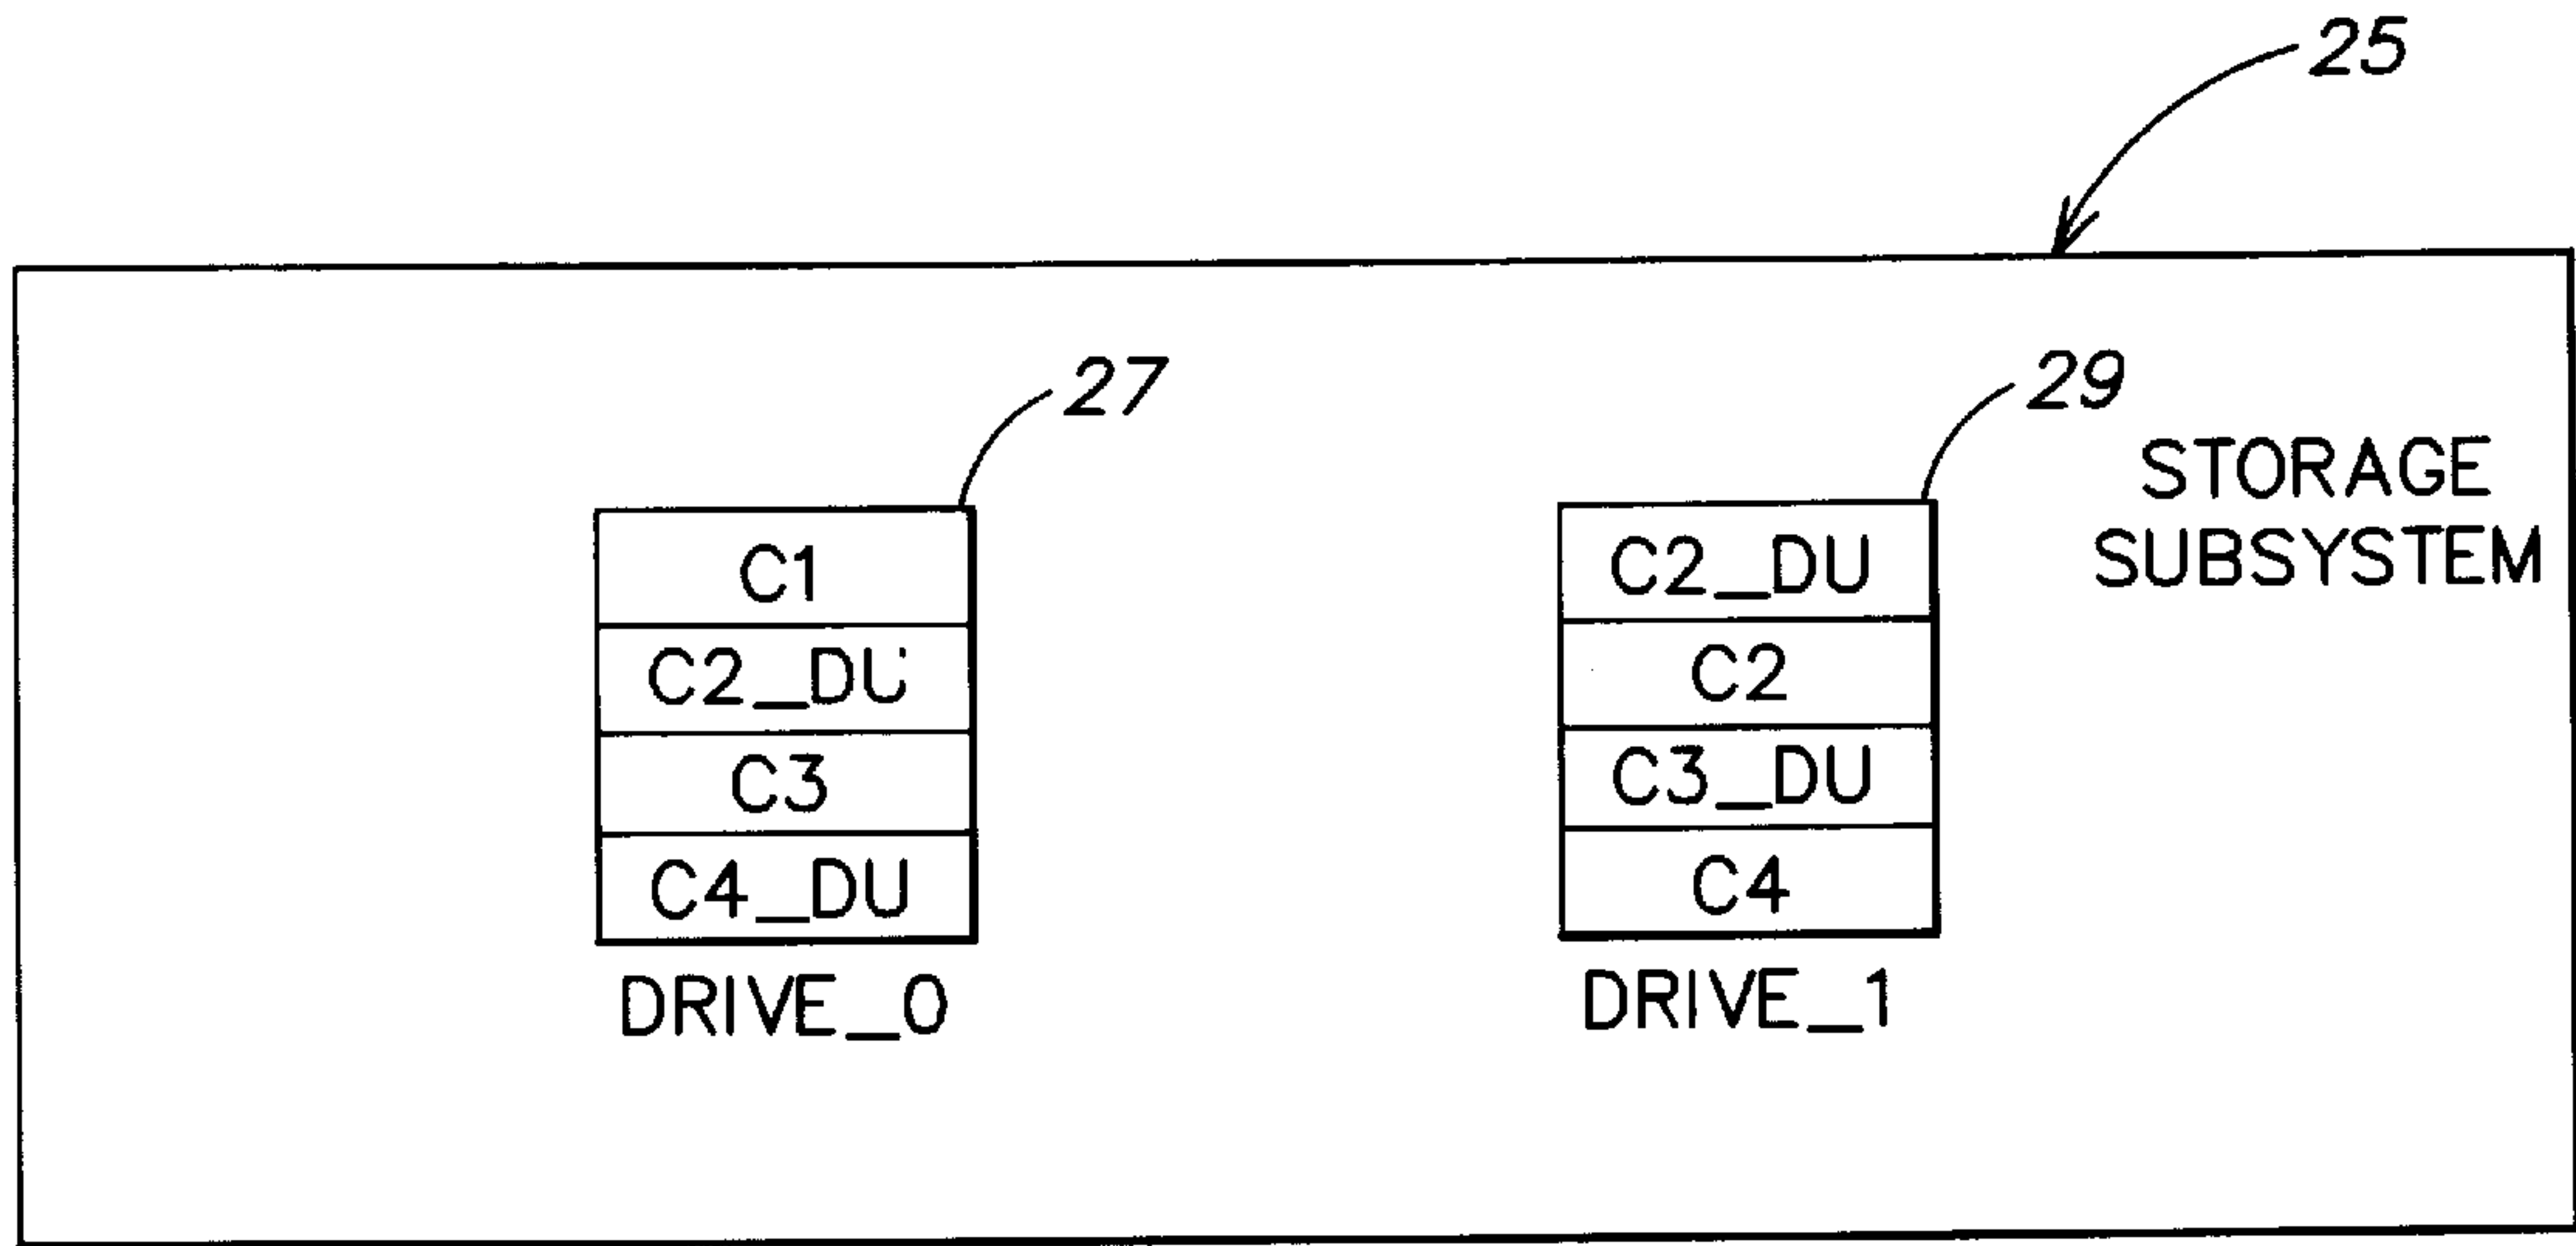 25
27
29
STORAGE
SUBSYSTEM
C1
C2_DU
C3
C4_DU
DRIVE_0
C2_DU
C2
C3_DU
C4
DRIVE_1